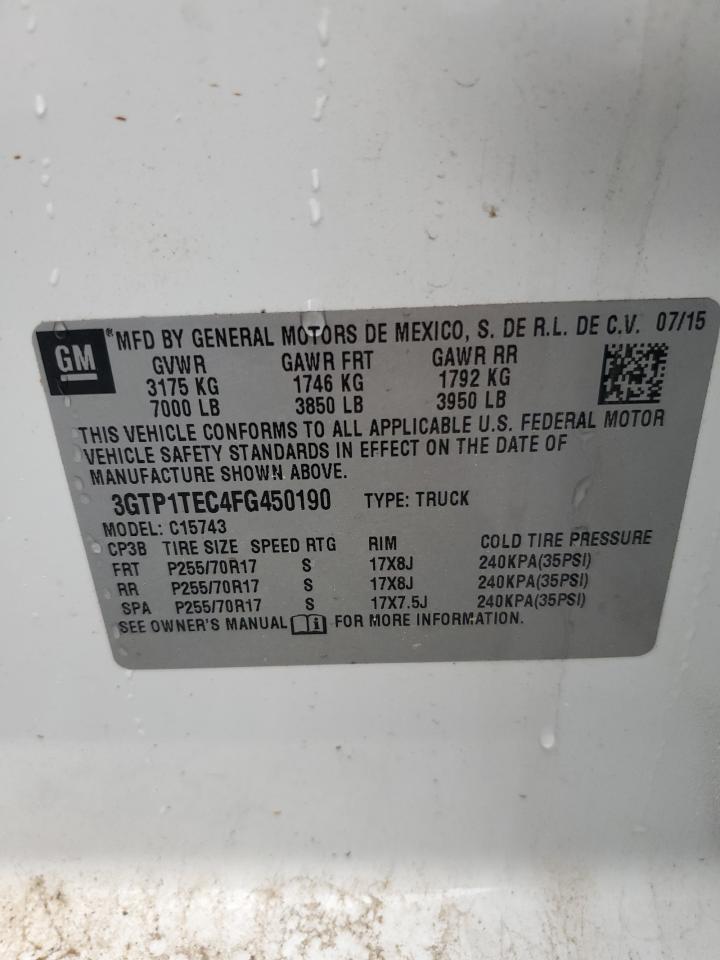 GM ® MFD BY GENERAL MOTORS DE MEXICO, S. DE R.L. DE C.V. 07/15
GVWR GAWR FRT GAWR RR
3175 KG 1746 KG 1792 KG
7000 LB 3850 LB 3950 LB
THIS VEHICLE CONFORMS TO ALL APPLICABLE U.S. FEDERAL MOTOR
VEHICLE SAFETY STANDARDS IN EFFECT ON THE DATE OF
MANUFACTURE SHOWN ABOVE.
3GTP1TEC4FG450190 TYPE: TRUCK
MODEL: C15743
CP3B TIRE SIZE SPEED RTG RIM COLD TIRE PRESSURE
FRT P255/70R17 S 17X8J 240KPA(35PSI)
RR P255/70R17 S 17X8J 240KPA(35PSI)
SPA P255/70R17 S 17X7.5J 240KPA(35PSI)
SEE OWNER'S MANUAL i FOR MORE INFORMATION.